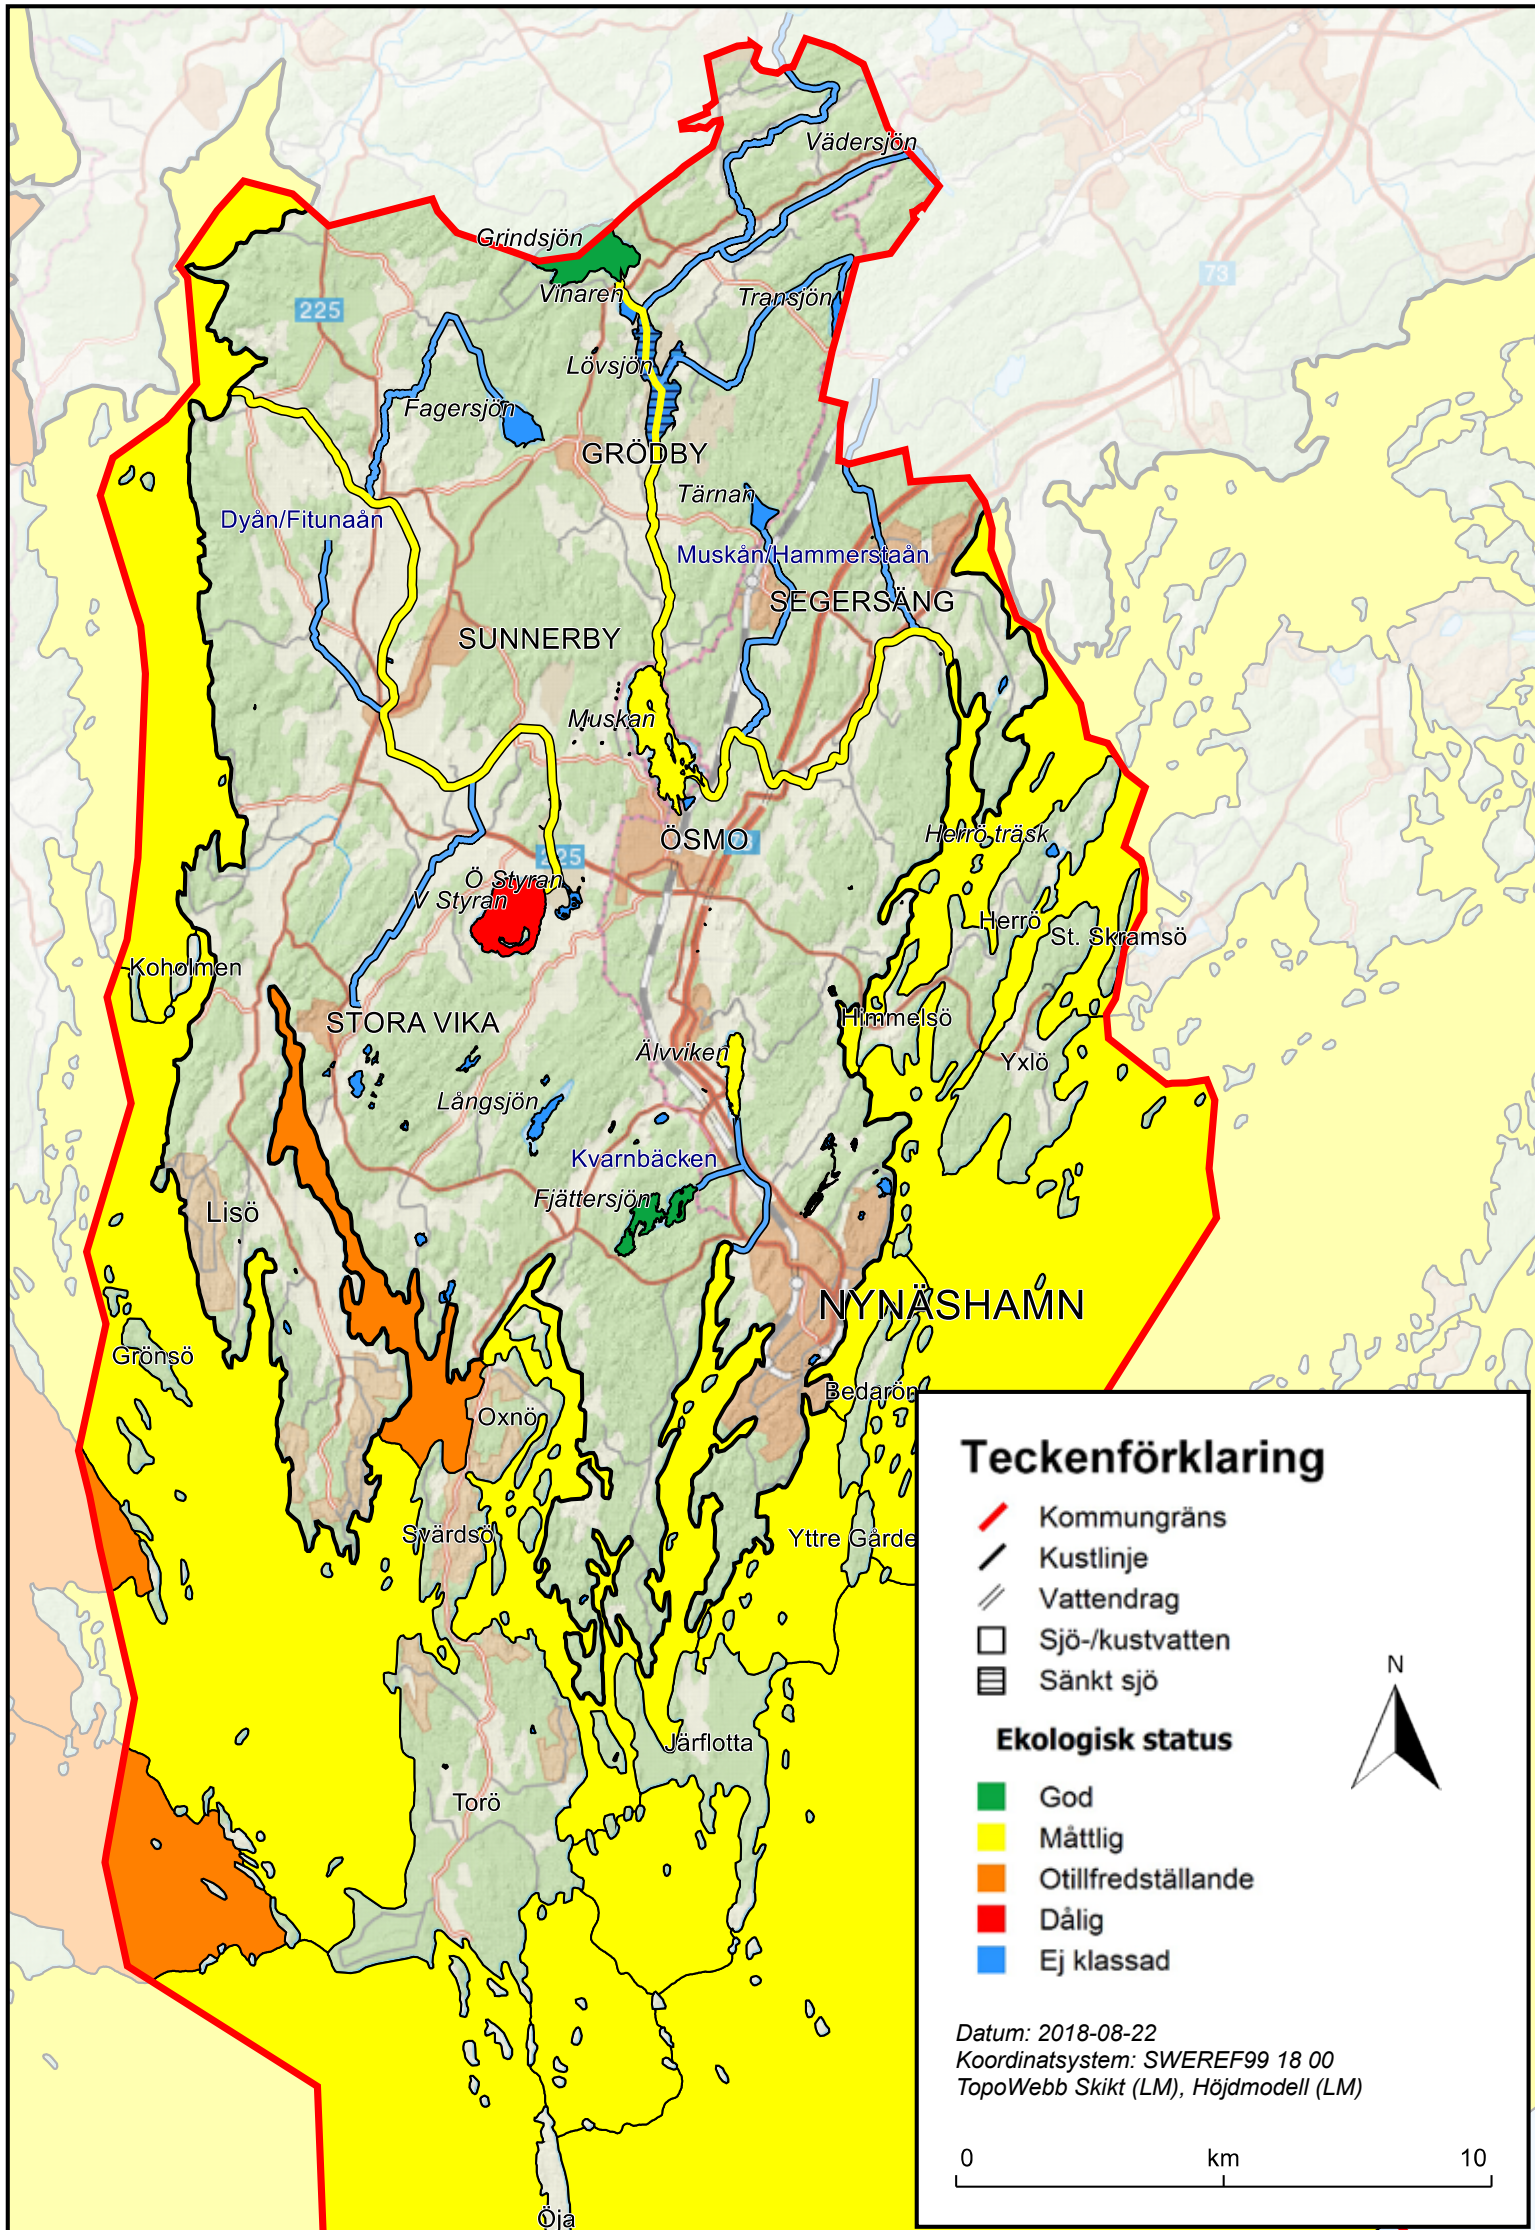 Vädersjön
Grindsjön
73
Vinaren
Transjön
225
Lövsjön
Fagersjön
GRÖDBY
Tärnan
Dyån/Fitunaån
Muskån/Hammerstaån
SEGERSÄNG
SUNNERBY
Muskan
Herrö träsk
ÖSMO
73
225
Ö Styran
V Styran
Herrö
St. Skramsö
Koholmen
Himmelsö
STORA VIKA
Älvviken
Yxlö
Långsjön
Kvarnbäcken
Fjättersjön
Lisö
NYNÄSHAMN
Grönsö
Bedarön
Oxnö
Svärdsö
Yttre Gårde
Järflotta
Torö
Öja
Teckenförklaring
Kommungräns
Kustlinje
Vattendrag
Sjö-/kustvatten
Sänkt sjö
N
Ekologisk status
God
Måttlig
Otillfredställande
Dålig
Ej klassad
Datum: 2018-08-22
Koordinatsystem: SWEREF99 18 00
TopoWebb Skikt (LM), Höjdmodell (LM)
0 km 10